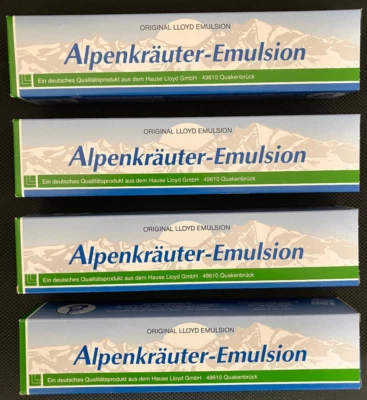 ORIGINAL LLOYD EMULSION
Alpenkräuter-Emulsion
Ein deutsches Qualitätsprodukt aus dem Hause Lloyd GmbH · 49610 Quakenbrück
ORIGINAL LLOYD EMULSION
Alpenkräuter-Emulsion
Ein deutsches Qualitätsprodukt aus dem Hause Lloyd GmbH · 49610 Quakenbrück
ORIGINAL LLOYD EMULSION
Alpenkräuter-Emulsion
Ein deutsches Qualitätsprodukt aus dem Hause Lloyd GmbH · 49610 Quakenbrück
ORIGINAL LLOYD EMULSION
Alpenkräuter-Emulsion
Ein deutsches Qualitätsprodukt aus dem Hause Lloyd GmbH · 49610 Quakenbrück